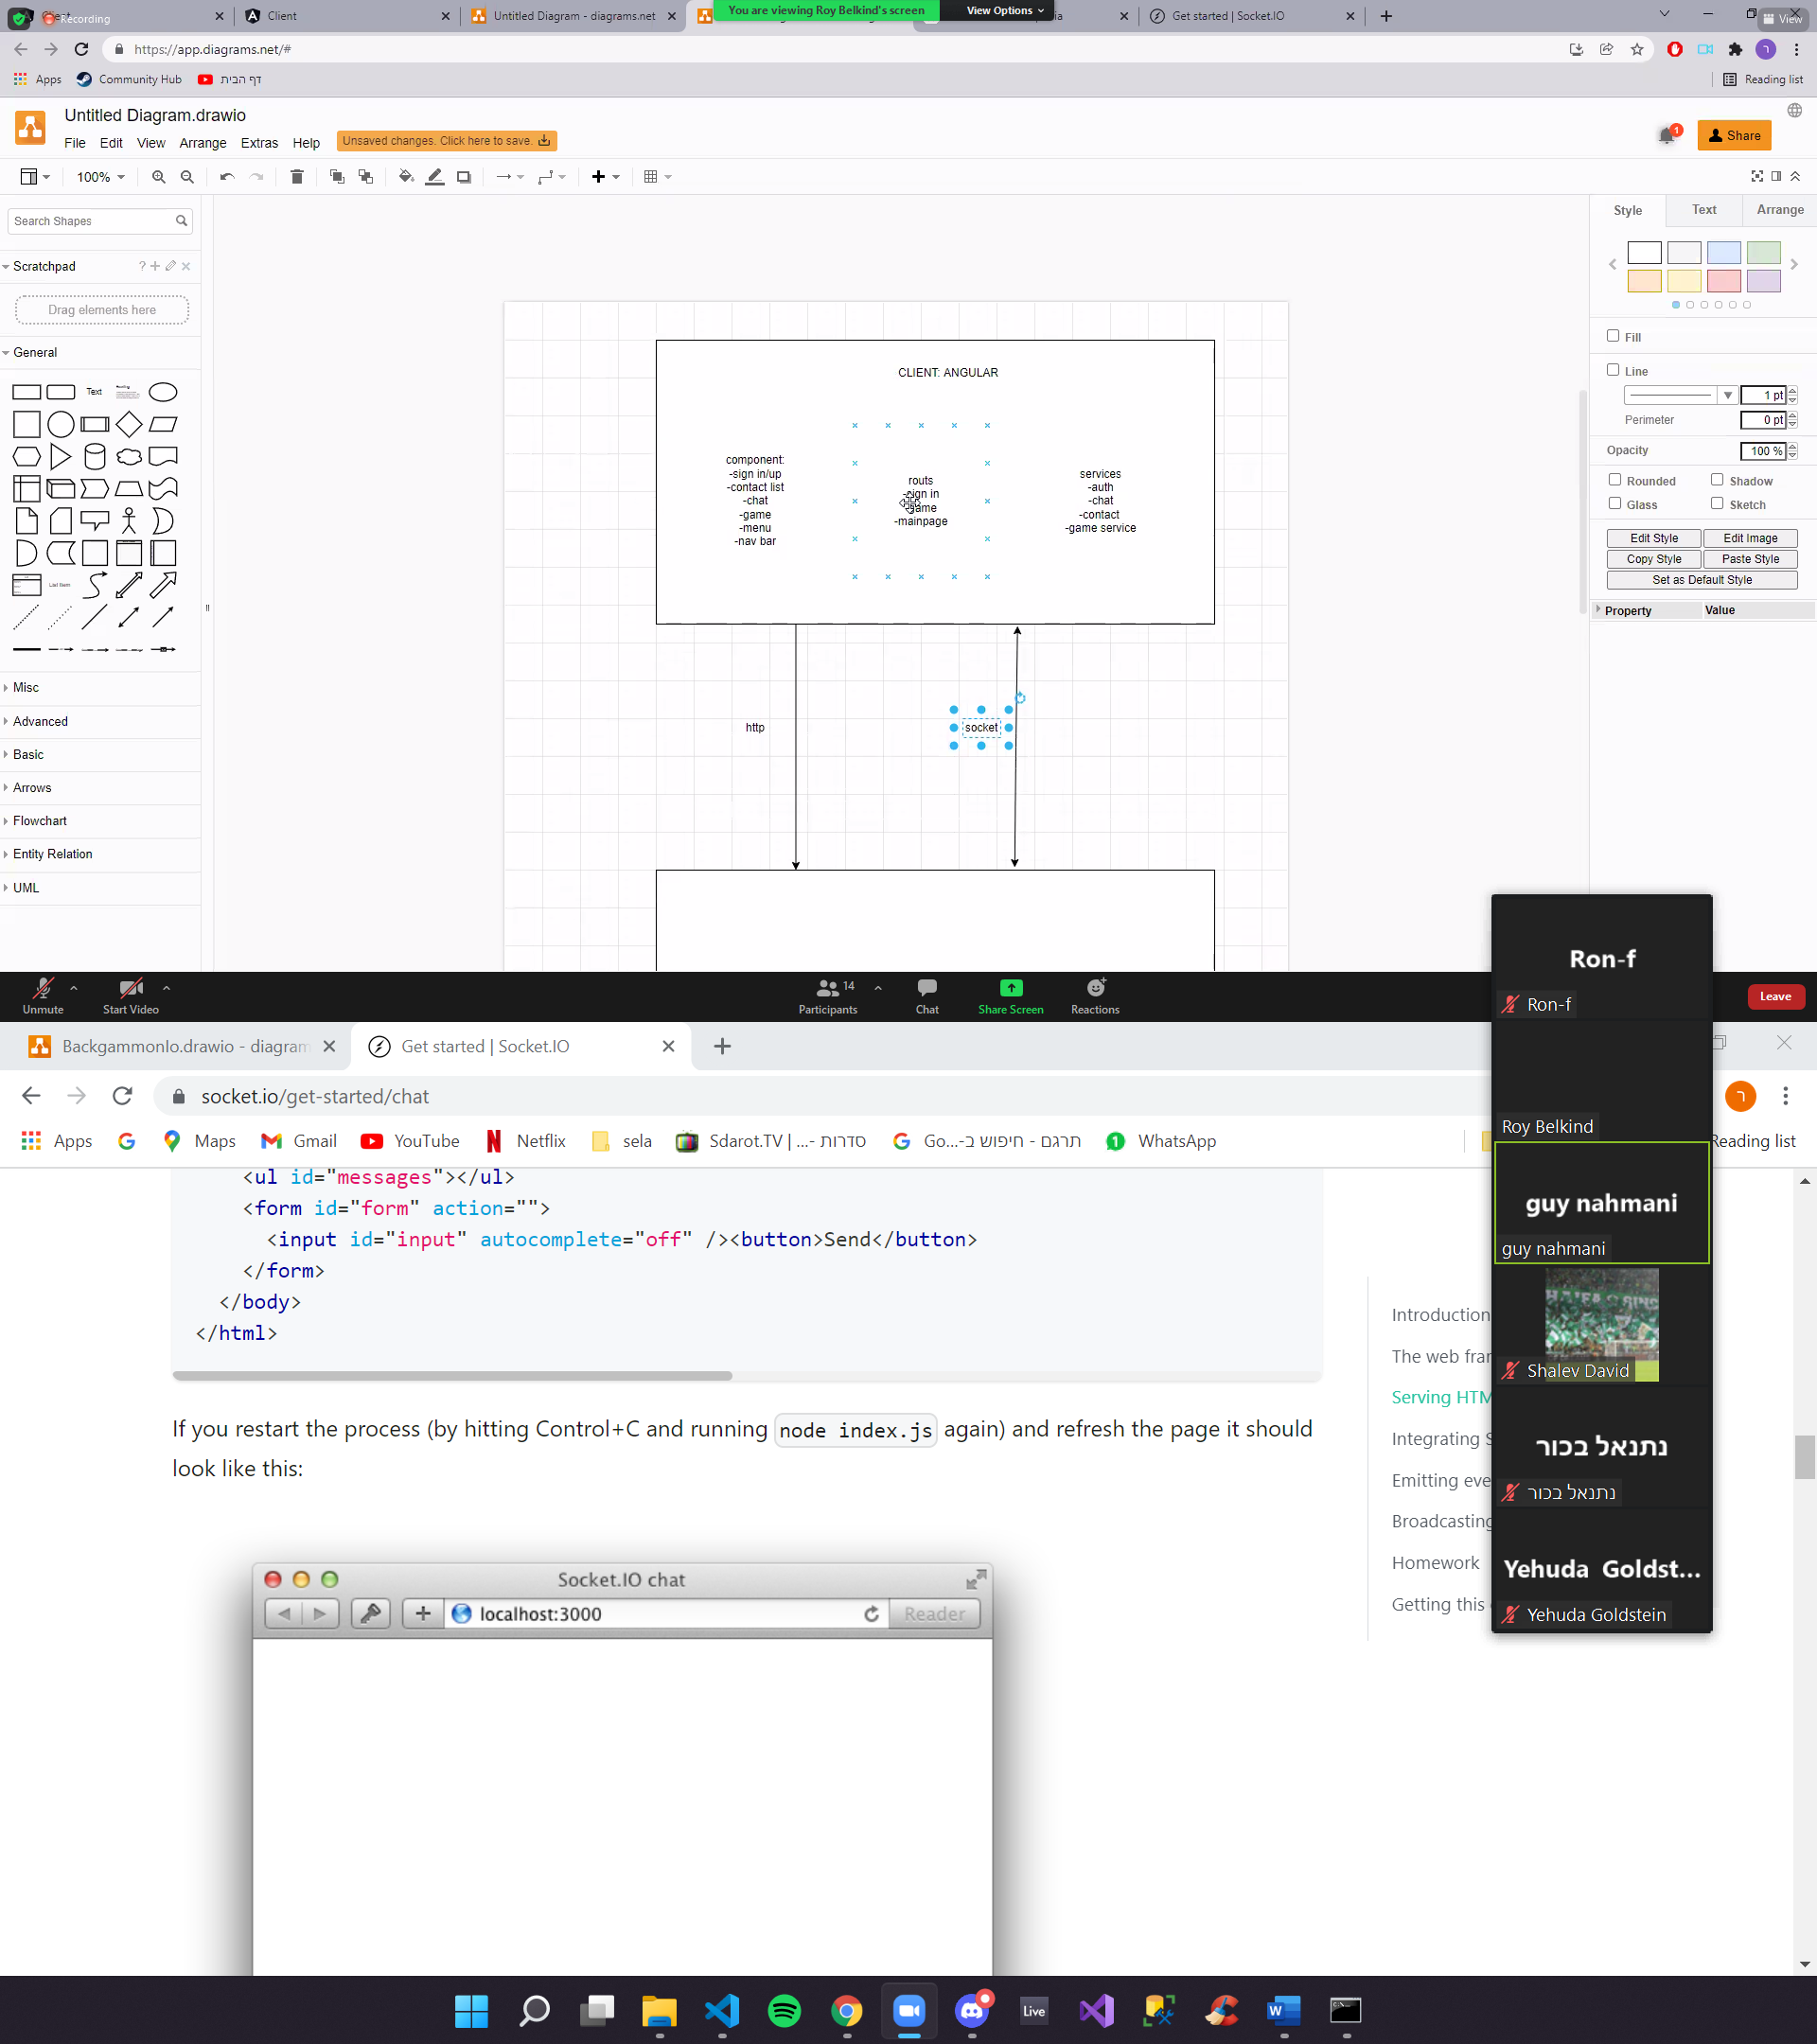 Recording
Client
Untitled Diagram - diagrams.net
You are viewing Roy Belkind's screen
View Options
Get started | Socket.IO
View
https://app.diagrams.net/#
Apps
Community Hub
דף הבית
Reading list
Untitled Diagram.drawio
File
Edit
View
Arrange
Extras
Help
Unsaved changes. Click here to save.
1
Share
100%
Search Shapes
Scratchpad
?
Drag elements here
General
Text
List Item
Misc
Advanced
Basic
Arrows
Flowchart
Entity Relation
UML
CLIENT: ANGULAR
component:
-sign in/up
-contact list
-chat
-game
-menu
-nav bar
routs
-sign in
-game
-mainpage
services
-auth
-chat
-contact
-game service
http
socket
Style
Text
Arrange
Fill
Line
1 pt
Perimeter
0 pt
Opacity
100 %
Rounded
Shadow
Glass
Sketch
Edit Style
Edit Image
Copy Style
Paste Style
Set as Default Style
Property
Value
Unmute
Start Video
Participants
14
Chat
Share Screen
Reactions
Leave
Ron-f
Ron-f
Roy Belkind
guy nahmani
guy nahmani
Shalev David
נתנאל בכור
נתנאל בכור
Yehuda Goldst...
Yehuda Goldstein
BackgammonIo.drawio - diagram
Get started | Socket.IO
socket.io/get-started/chat
Apps
Maps
Gmail
YouTube
Netflix
sela
Sdarot.TV | ...- סדרות
Go...-תרגם - חיפוש ב
1
WhatsApp
Reading list
<ul id="messages"></ul>
<form id="form" action="">
<input id="input" autocomplete="off" /><button>Send</button>
</form>
</body>
</html>
If you restart the process (by hitting Control+C and running node index.js again) and refresh the page it should
look like this:
Introduction
The web
Serving HTM
Integrating
Emitting
Broadcasting
Homework
Getting this
Socket.IO chat
localhost:3000
Reader
Live